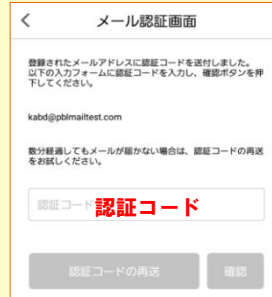 メール認証画面
登録されたメールアドレスに認証コードを送付しました。
以下の入力フォームに認証コードを入力し、確認ボタンを押
下してください。
kabd@pblmailtest.com
数分経過してもメールが届かない場合は、認証コードの再送
をお試しください。
認証コード
認証コード
認証コードの再送
確認